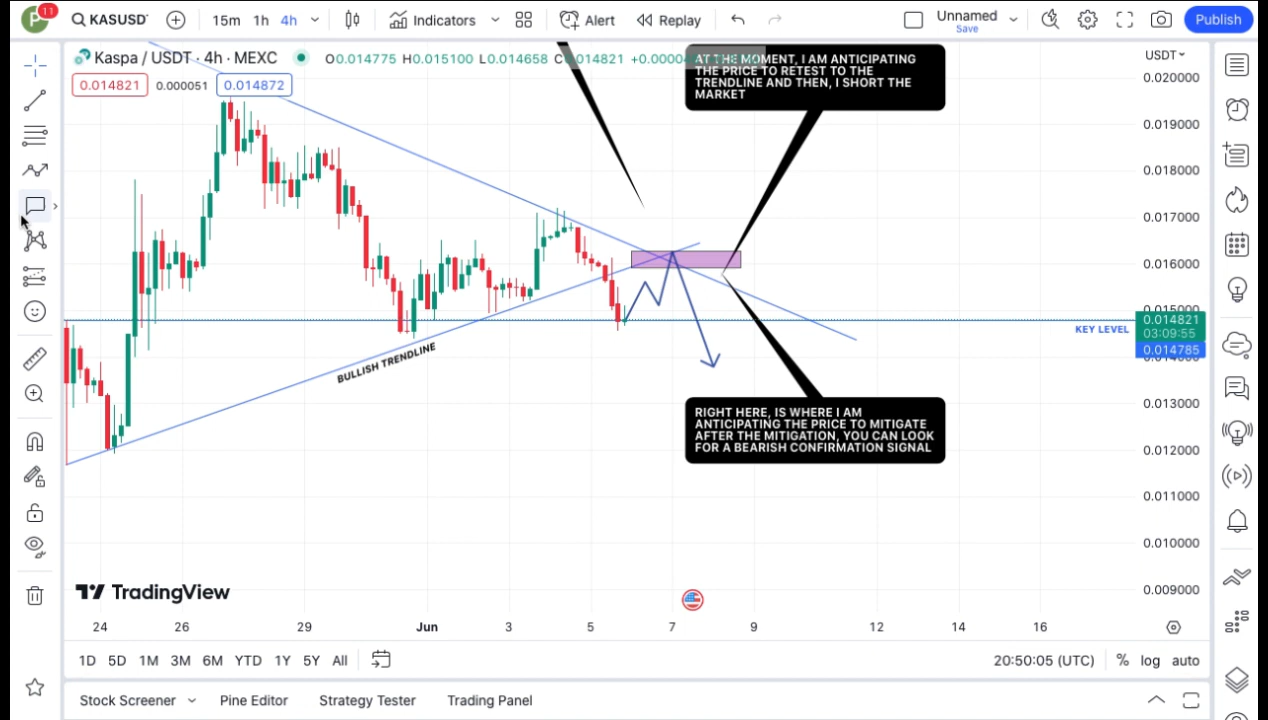 P
11
KASUSD
15m
1h
4h
Indicators
Alert
Replay
Unnamed
Save
Publish
Kaspa / USDT · 4h · MEXC
O0.014775 H0.015100 L0.014658 C0.014821
0.014821
0.000051
0.014872
AT THE MOMENT, I AM ANTICIPATING
THE PRICE TO RETEST TO THE
TRENDLINE AND THEN, I SHORT THE
MARKET
USDT
0.020000
0.019000
0.018000
0.017000
0.016000
0.015000
KEY LEVEL
0.014821
03:09:55
0.014785
0.014000
0.013000
0.012000
0.011000
0.010000
0.009000
BULLISH TRENDLINE
RIGHT HERE, IS WHERE I AM
ANTICIPATING THE PRICE TO MITIGATE
AFTER THE MITIGATION, YOU CAN LOOK
FOR A BEARISH CONFIRMATION SIGNAL
TradingView
24 26 29 Jun 3 5 7 9 12 14 16
1D 5D 1M 3M 6M YTD 1Y 5Y All
20:50:05 (UTC)
% log auto
Stock Screener
Pine Editor
Strategy Tester
Trading Panel